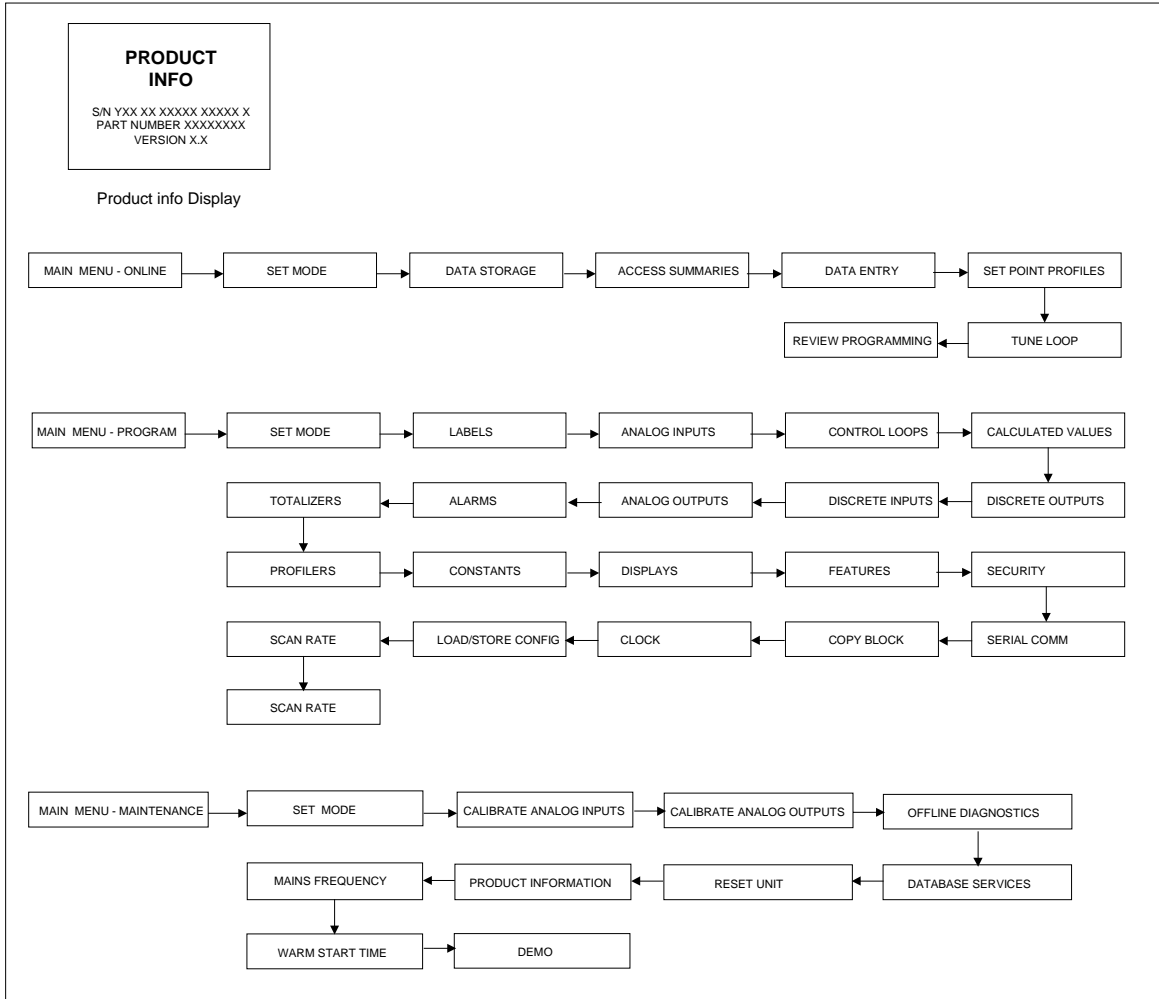 PRODUCT
INFO
S/N YXX XX XXXXX XXXXX X
PART NUMBER XXXXXXXX
VERSION X.X
Product info Display
MAIN MENU - ONLINE
SET MODE
DATA STORAGE
ACCESS SUMMARIES
DATA ENTRY
SET POINT PROFILES
TUNE LOOP
REVIEW PROGRAMMING
MAIN MENU - PROGRAM
SET MODE
LABELS
ANALOG INPUTS
CONTROL LOOPS
CALCULATED VALUES
DISCRETE OUTPUTS
DISCRETE INPUTS
ANALOG OUTPUTS
ALARMS
TOTALIZERS
PROFILERS
CONSTANTS
DISPLAYS
FEATURES
SECURITY
SERIAL COMM
COPY BLOCK
CLOCK
LOAD/STORE CONFIG
SCAN RATE
SCAN RATE
MAIN MENU - MAINTENANCE
SET MODE
CALIBRATE ANALOG INPUTS
CALIBRATE ANALOG OUTPUTS
OFFLINE DIAGNOSTICS
DATABASE SERVICES
RESET UNIT
PRODUCT INFORMATION
MAINS FREQUENCY
WARM START TIME
DEMO